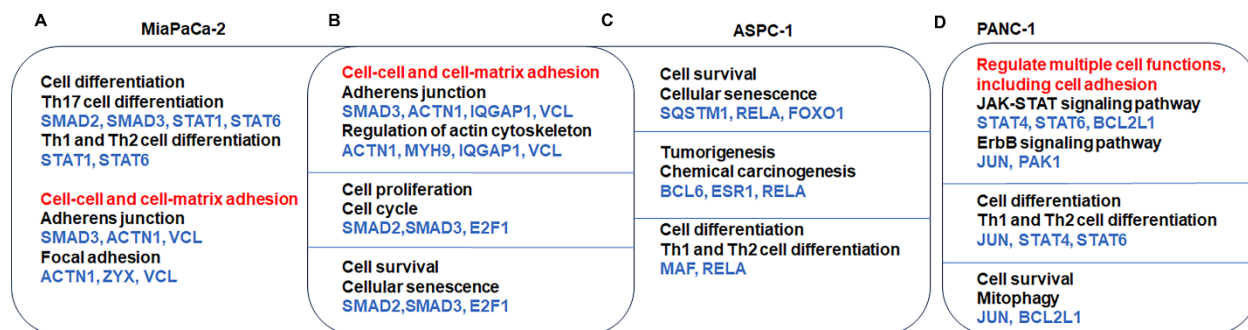 A
MiaPaCa-2
Cell differentiation
Th17 cell differentiation
SMAD2, SMAD3, STAT1, STAT6
Th1 and Th2 cell differentiation
STAT1, STAT6
Cell-cell and cell-matrix adhesion
Adherens junction
SMAD3, ACTN1, VCL
Focal adhesion
ACTN1, ZYX, VCL
B
Cell-cell and cell-matrix adhesion
Adherens junction
SMAD3, ACTN1, IQGAP1, VCL
Regulation of actin cytoskeleton
ACTN1, MYH9, IQGAP1, VCL
Cell proliferation
Cell cycle
SMAD2,SMAD3, E2F1
Cell survival
Cellular senescence
SMAD2,SMAD3, E2F1
C
ASPC-1
Cell survival
Cellular senescence
SQSTM1, RELA, FOXO1
Tumorigenesis
Chemical carcinogenesis
BCL6, ESR1, RELA
Cell differentiation
Th1 and Th2 cell differentiation
MAF, RELA
D
PANC-1
Regulate multiple cell functions,
including cell adhesion
JAK-STAT signaling pathway
STAT4, STAT6, BCL2L1
ErbB signaling pathway
JUN, PAK1
Cell differentiation
Th1 and Th2 cell differentiation
JUN, STAT4, STAT6
Cell survival
Mitophagy
JUN, BCL2L1